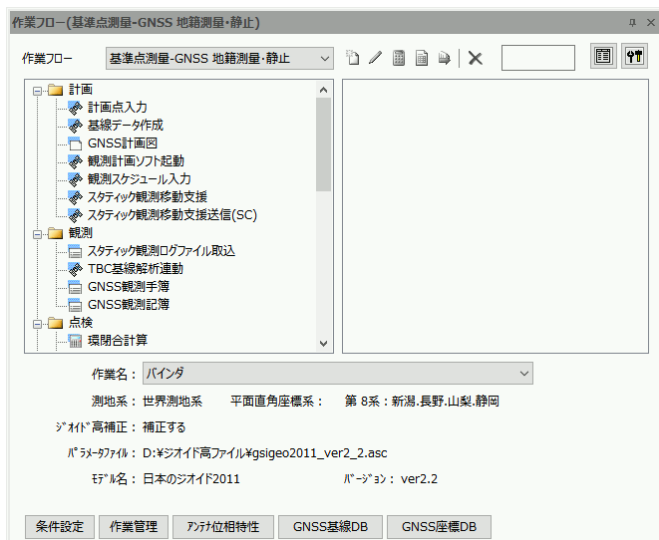 作業フロー(基準点測量-GNSS 地籍測量・静止)
作業フロー 基準点測量-GNSS 地籍測量・静止
計画
計画点入力
基線データ作成
GNSS計画図
観測計画ソフト起動
観測スケジュール入力
スタティック観測移動支援
スタティック観測移動支援送信(SC)
観測
スタティック観測ログファイル取込
TBC基線解析連動
GNSS観測手簿
GNSS観測記簿
点検
環閉合計算
作業名: バインダ
測地系: 世界測地系 平面直角座標系: 第 8系:新潟.長野.山梨.静岡
ジオイド高補正: 補正する
パラメータファイル: D:¥ジオイド高ファイル¥gsigeo2011_ver2_2.asc
モデル名: 日本のジオイド2011 バージョン: ver2.2
条件設定 作業管理 アンテナ位相特性 GNSS基線DB GNSS座標DB